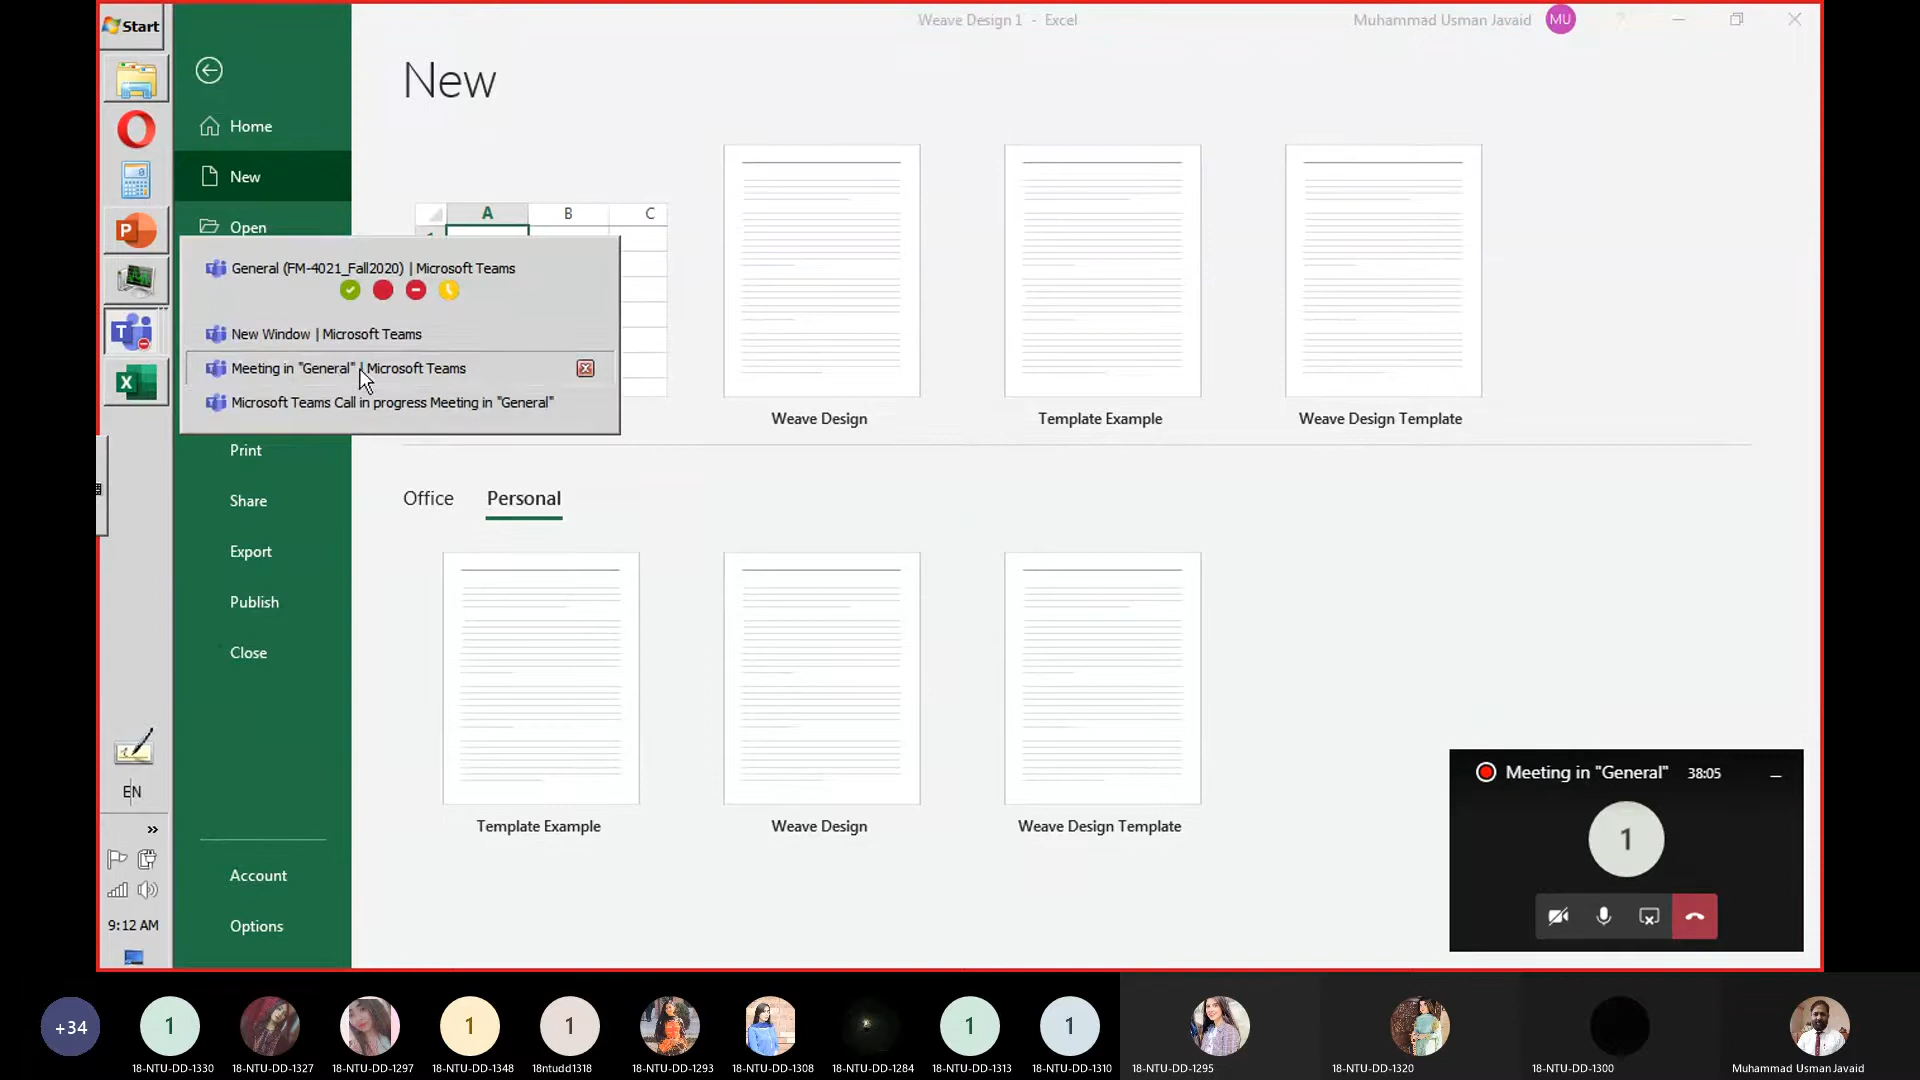 Start
Weave Design 1 - Excel
Muhammad Usman Javaid
MU
New
Home
New
Open
A
B
C
General (FM-4021_Fall2020) | Microsoft Teams
New Window | Microsoft Teams
Meeting in "General" | Microsoft Teams
Microsoft Teams Call in progress Meeting in "General"
Weave Design
Template Example
Weave Design Template
Print
Share
Export
Publish
Close
Office
Personal
Template Example
Weave Design
Weave Design Template
Account
Options
EN
9:12 AM
Meeting in "General"
38:05
1
+34
1
1
1
1
1
18-NTU-DD-1330
18-NTU-DD-1327
18-NTU-DD-1297
18-NTU-DD-1348
18ntudd1318
18-NTU-DD-1293
18-NTU-DD-1308
18-NTU-DD-1284
18-NTU-DD-1313
18-NTU-DD-1310
18-NTU-DD-1295
18-NTU-DD-1320
18-NTU-DD-1300
Muhammad Usman Javaid